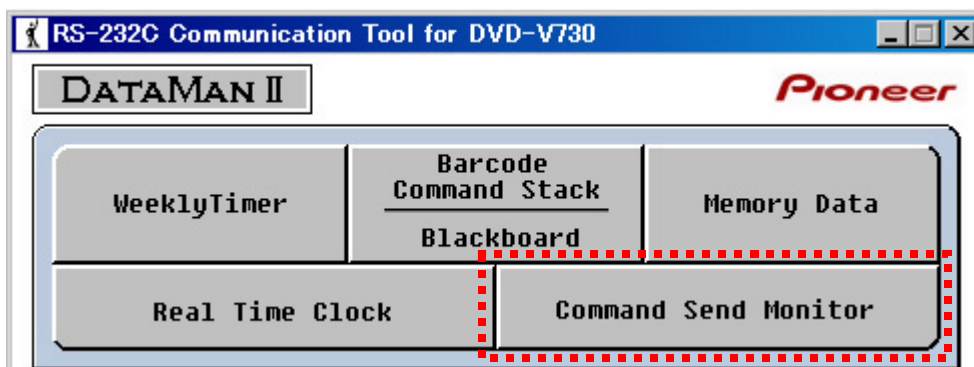 RS-232C Communication Tool for DVD-V730
DATAMAN II
Pioneer
WeeklyTimer
Barcode
Command Stack
Blackboard
Memory Data
Real Time Clock
Command Send Monitor